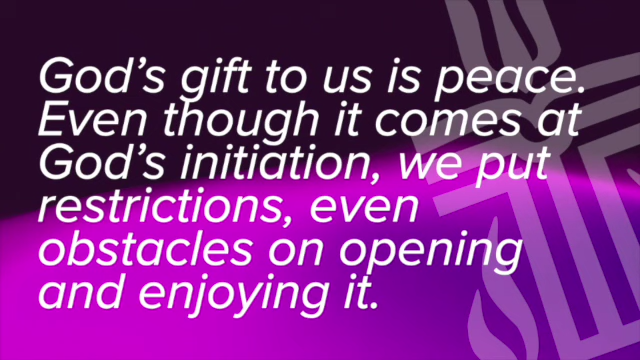 God’s gift to us is peace.
Even though it comes at
God’s initiation, we put
restrictions, even
obstacles on opening
and enjoying it.